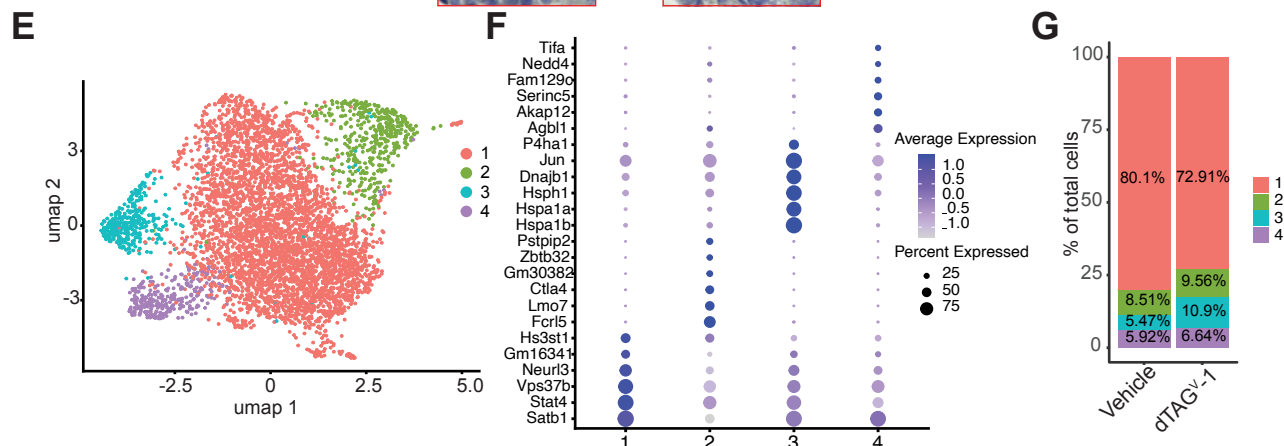 E
umap 2
3
0
-3
-2.5
0
2.5
5.0
umap 1
1
2
3
4
F
Tifa
Nedd4
Fam129c
Serinc5
Akap12
Agbl1
P4ha1
Jun
Dnajb1
Hsph1
Hspa1a
Hspa1b
Pstpip2
Zbtb32
Gm30382
Ctla4
Lmo7
Fcrl5
Hs3st1
Gm16341
Neurl3
Vps37b
Stat4
Satb1
1
2
3
4
Average Expression
1.0
0.5
0.0
-0.5
-1.0
Percent Expressed
25
50
75
G
% of total cells
100
75
50
25
0
80.1%
72.91%
8.51%
9.56%
5.47%
10.9%
5.92%
6.64%
Vehicle
dTAGV-1
1
2
3
4